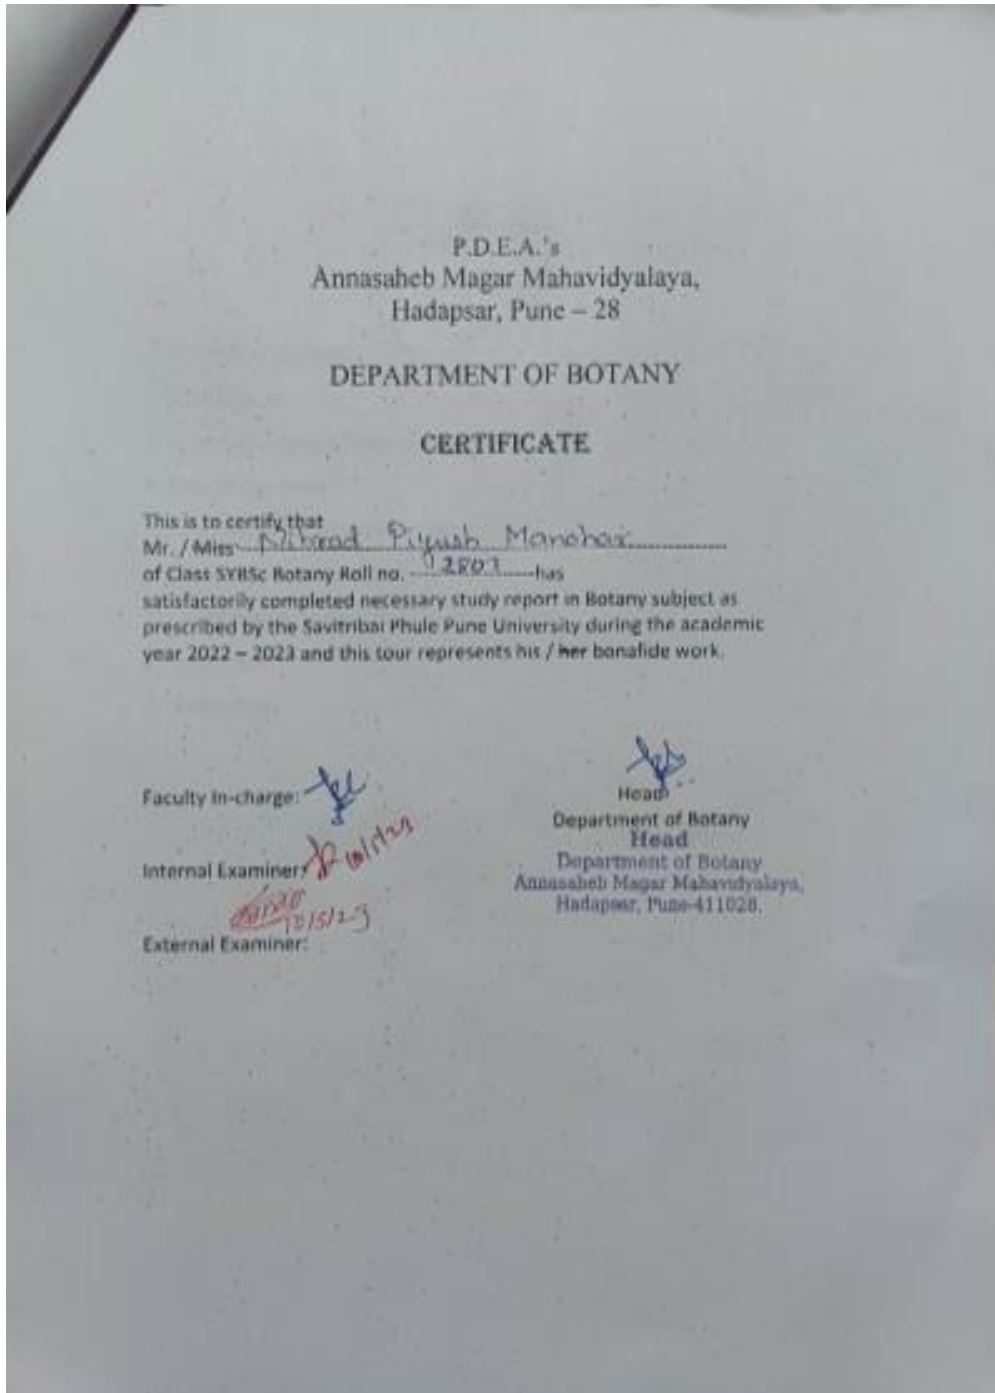 P.D.E.A.'s
Annasaheb Magar Mahavidyalaya,
Hadapsar, Pune – 28
DEPARTMENT OF BOTANY
CERTIFICATE
This is to certify that
Mr. / Miss Piyush Manohar
of Class SYBSc Botany Roll no. 12807 has
satisfactorily completed necessary study report in Botany subject as
prescribed by the Savitribai Phule Pune University during the academic
year 2022 – 2023 and this tour represents his / her bonafide work.
Faculty In-charge:
Head
Department of Botany
Head
Department of Botany
Annasaheb Magar Mahavidyalaya,
Hadapsar, Pune-411028.
Internal Examiner:
10/5/23
External Examiner: